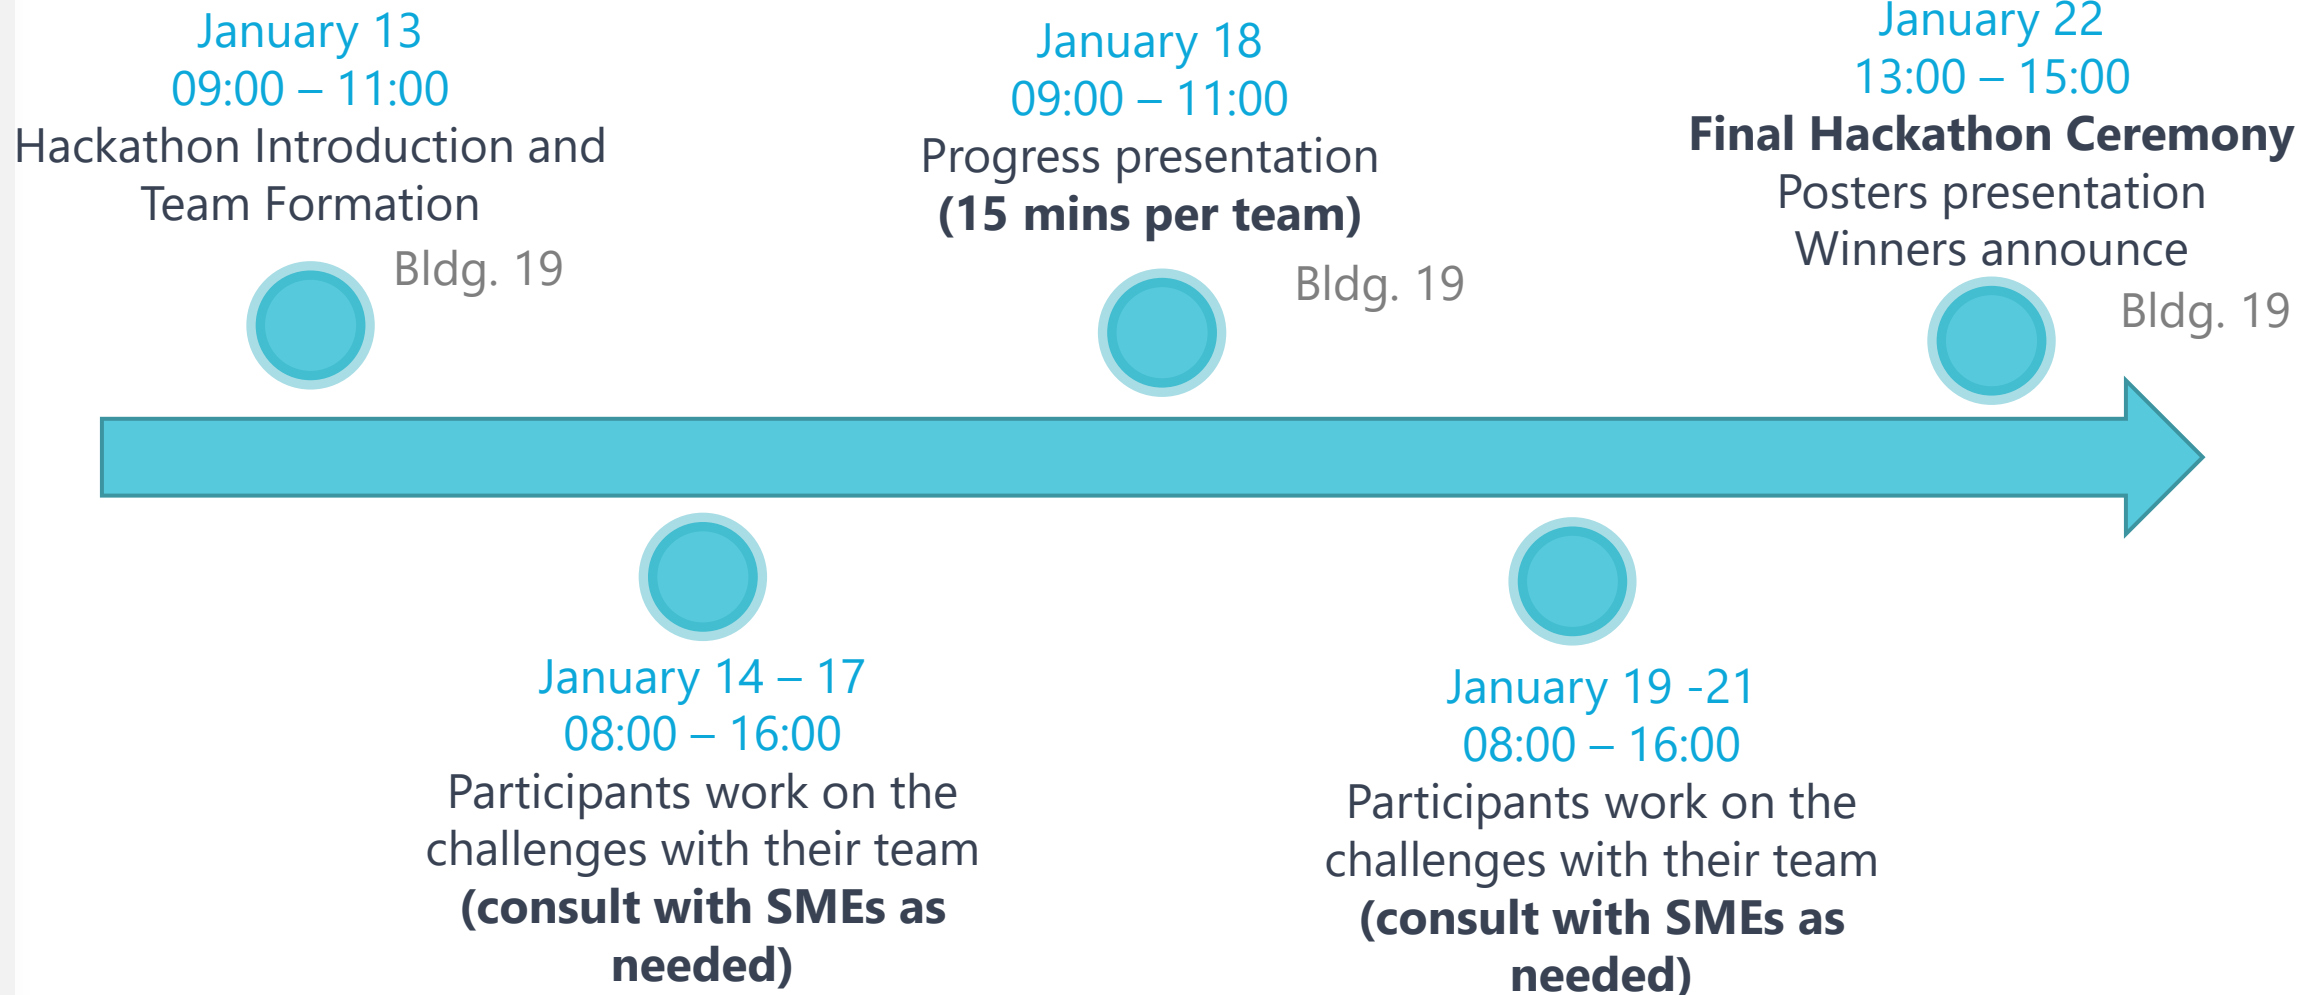 January 13
09:00 – 11:00
Hackathon Introduction and
Team Formation
Bldg. 19
January 14 – 17
08:00 – 16:00
Participants work on the
challenges with their team
(consult with SMEs as
needed)
January 18
09:00 – 11:00
Progress presentation
(15 mins per team)
Bldg. 19
January 19 -21
08:00 – 16:00
Participants work on the
challenges with their team
(consult with SMEs as
needed)
January 22
13:00 – 15:00
Final Hackathon Ceremony
Posters presentation
Winners announce
Bldg. 19